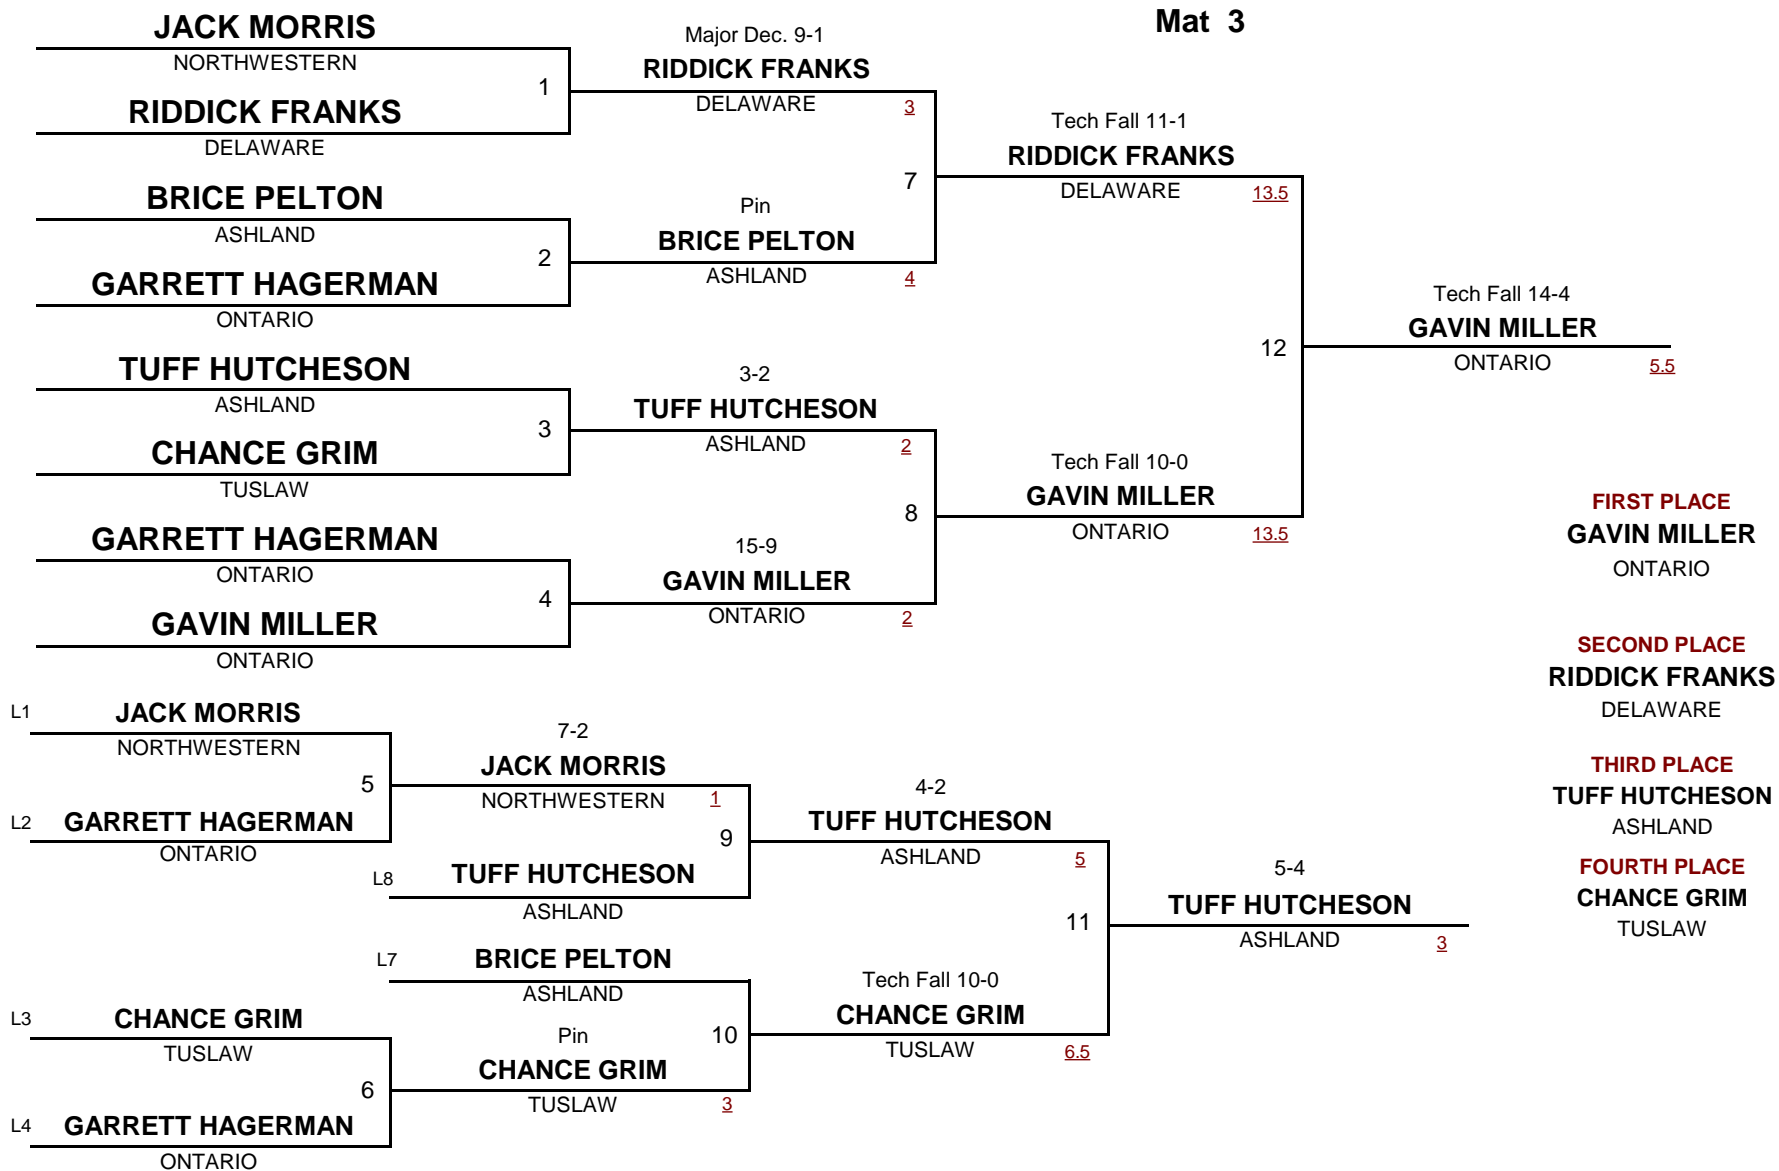 Mat 3
JACK MORRIS
NORTHWESTERN
1
RIDDICK FRANKS
DELAWARE
BRICE PELTON
ASHLAND
2
GARRETT HAGERMAN
ONTARIO
TUFF HUTCHESON
ASHLAND
3
CHANCE GRIM
TUSLAW
GARRETT HAGERMAN
ONTARIO
4
GAVIN MILLER
ONTARIO
Major Dec. 9-1
RIDDICK FRANKS
DELAWARE
3
7
Pin
BRICE PELTON
ASHLAND
4
3-2
TUFF HUTCHESON
ASHLAND
2
8
15-9
GAVIN MILLER
ONTARIO
2
Tech Fall 11-1
RIDDICK FRANKS
DELAWARE
13.5
12
Tech Fall 10-0
GAVIN MILLER
ONTARIO
13.5
Tech Fall 14-4
GAVIN MILLER
ONTARIO
5.5
FIRST PLACE
GAVIN MILLER
ONTARIO
SECOND PLACE
RIDDICK FRANKS
DELAWARE
THIRD PLACE
TUFF HUTCHESON
ASHLAND
FOURTH PLACE
CHANCE GRIM
TUSLAW
L1
JACK MORRIS
NORTHWESTERN
5
L2
GARRETT HAGERMAN
ONTARIO
L3
CHANCE GRIM
TUSLAW
6
L4
GARRETT HAGERMAN
ONTARIO
7-2
JACK MORRIS
NORTHWESTERN
1
9
L8
TUFF HUTCHESON
ASHLAND
L7
BRICE PELTON
ASHLAND
10
Pin
CHANCE GRIM
TUSLAW
3
4-2
TUFF HUTCHESON
ASHLAND
5
11
Tech Fall 10-0
CHANCE GRIM
TUSLAW
6.5
5-4
TUFF HUTCHESON
ASHLAND
3